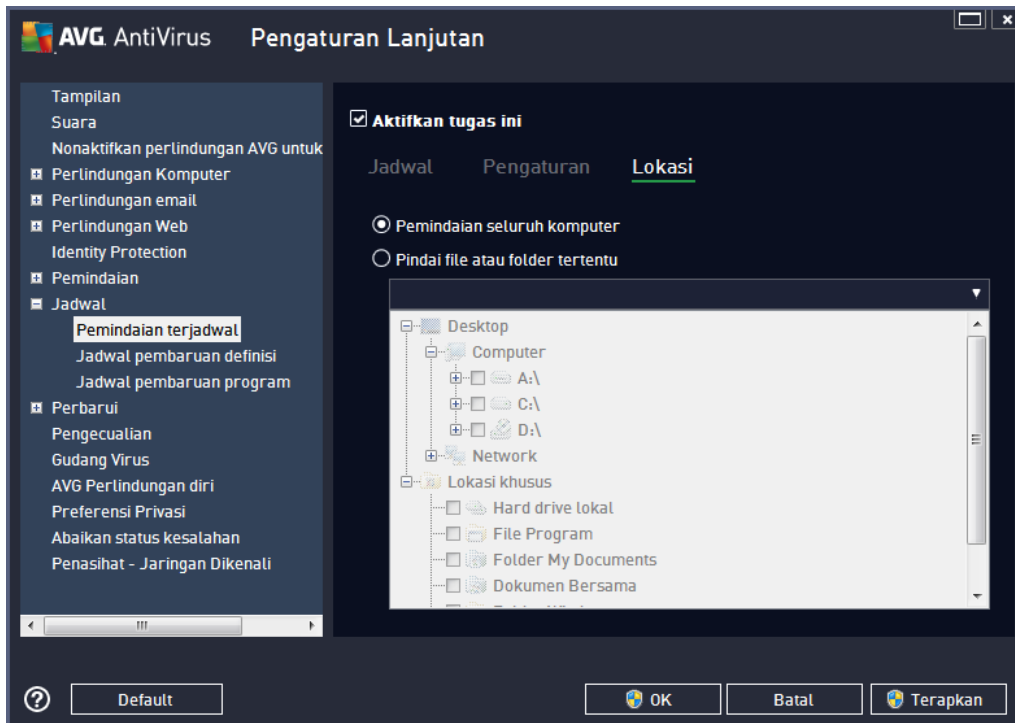 AVG. AntiVirus Pengaturan Lanjutan
Tampilan
Suara
Nonaktifkan perlindungan AVG untuk
Perlindungan Komputer
Perlindungan email
Perlindungan Web
Identity Protection
Pemindaian
Jadwal
Pemindaian terjadwal
Jadwal pembaruan definisi
Jadwal pembaruan program
Perbarui
Pengecualian
Gudang Virus
AVG Perlindungan diri
Preferensi Privasi
Abaikan status kesalahan
Penasihat - Jaringan Dikenali
Aktifkan tugas ini
Jadwal Pengaturan Lokasi
Pemindaian seluruh komputer
Pindai file atau folder tertentu
Desktop
Computer
A:\
C:\
D:\
Network
Lokasi khusus
Hard drive lokal
File Program
Folder My Documents
Dokumen Bersama
Default OK Batal Terapkan